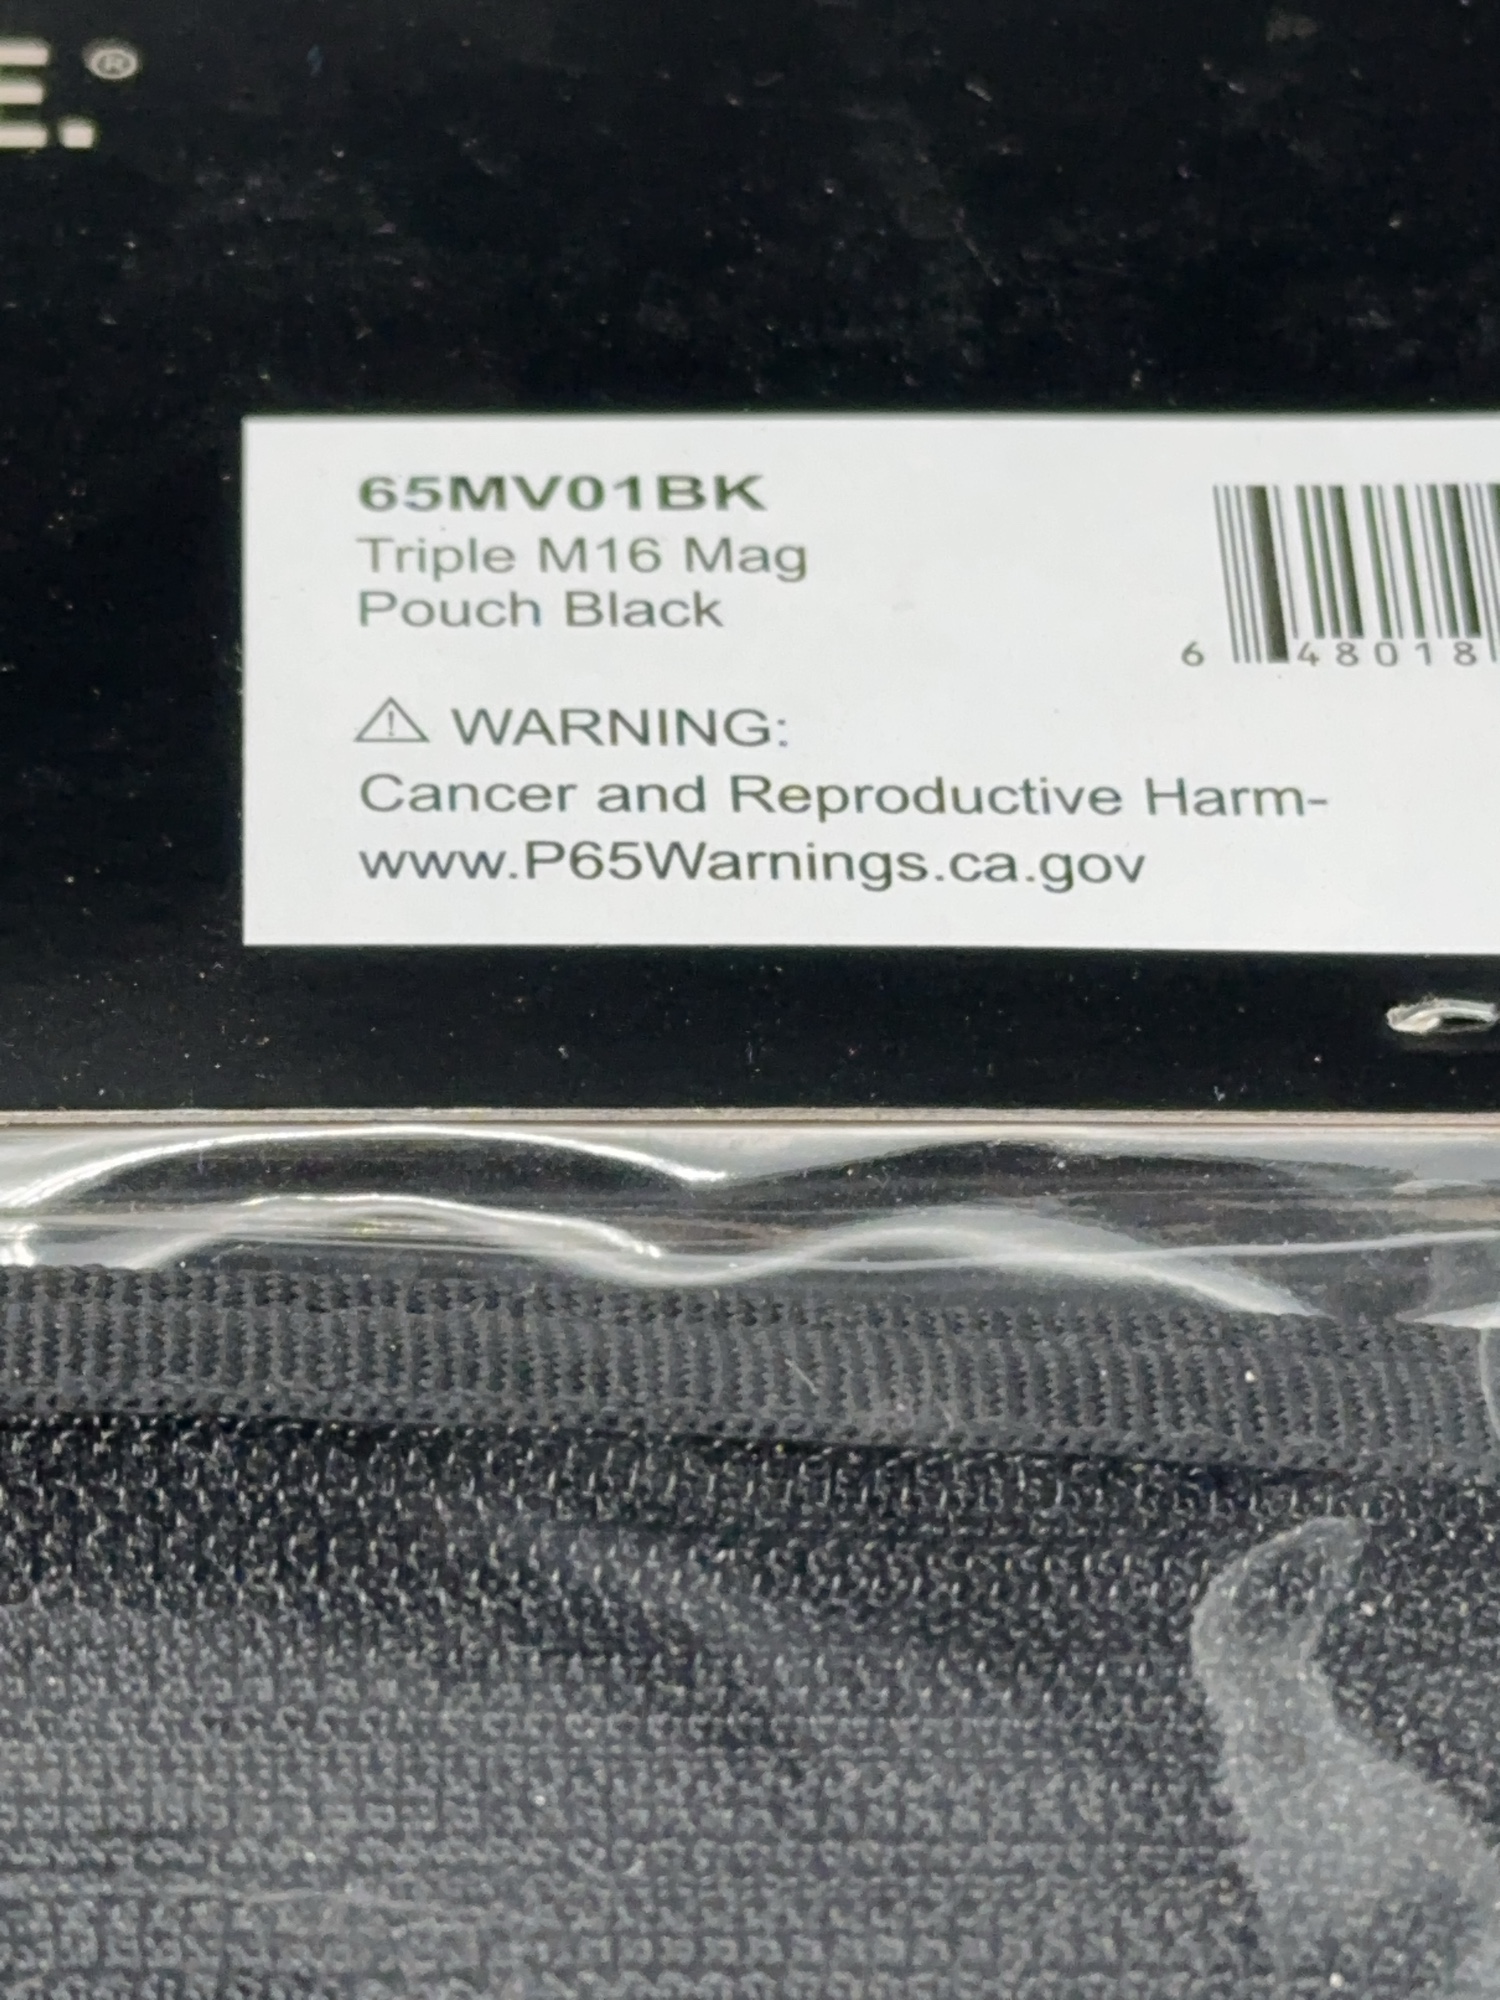 E.®
65MV01BK
Triple M16 Mag
Pouch Black
⚠ WARNING:
Cancer and Reproductive Harm-
www.P65Warnings.ca.gov
6 48018